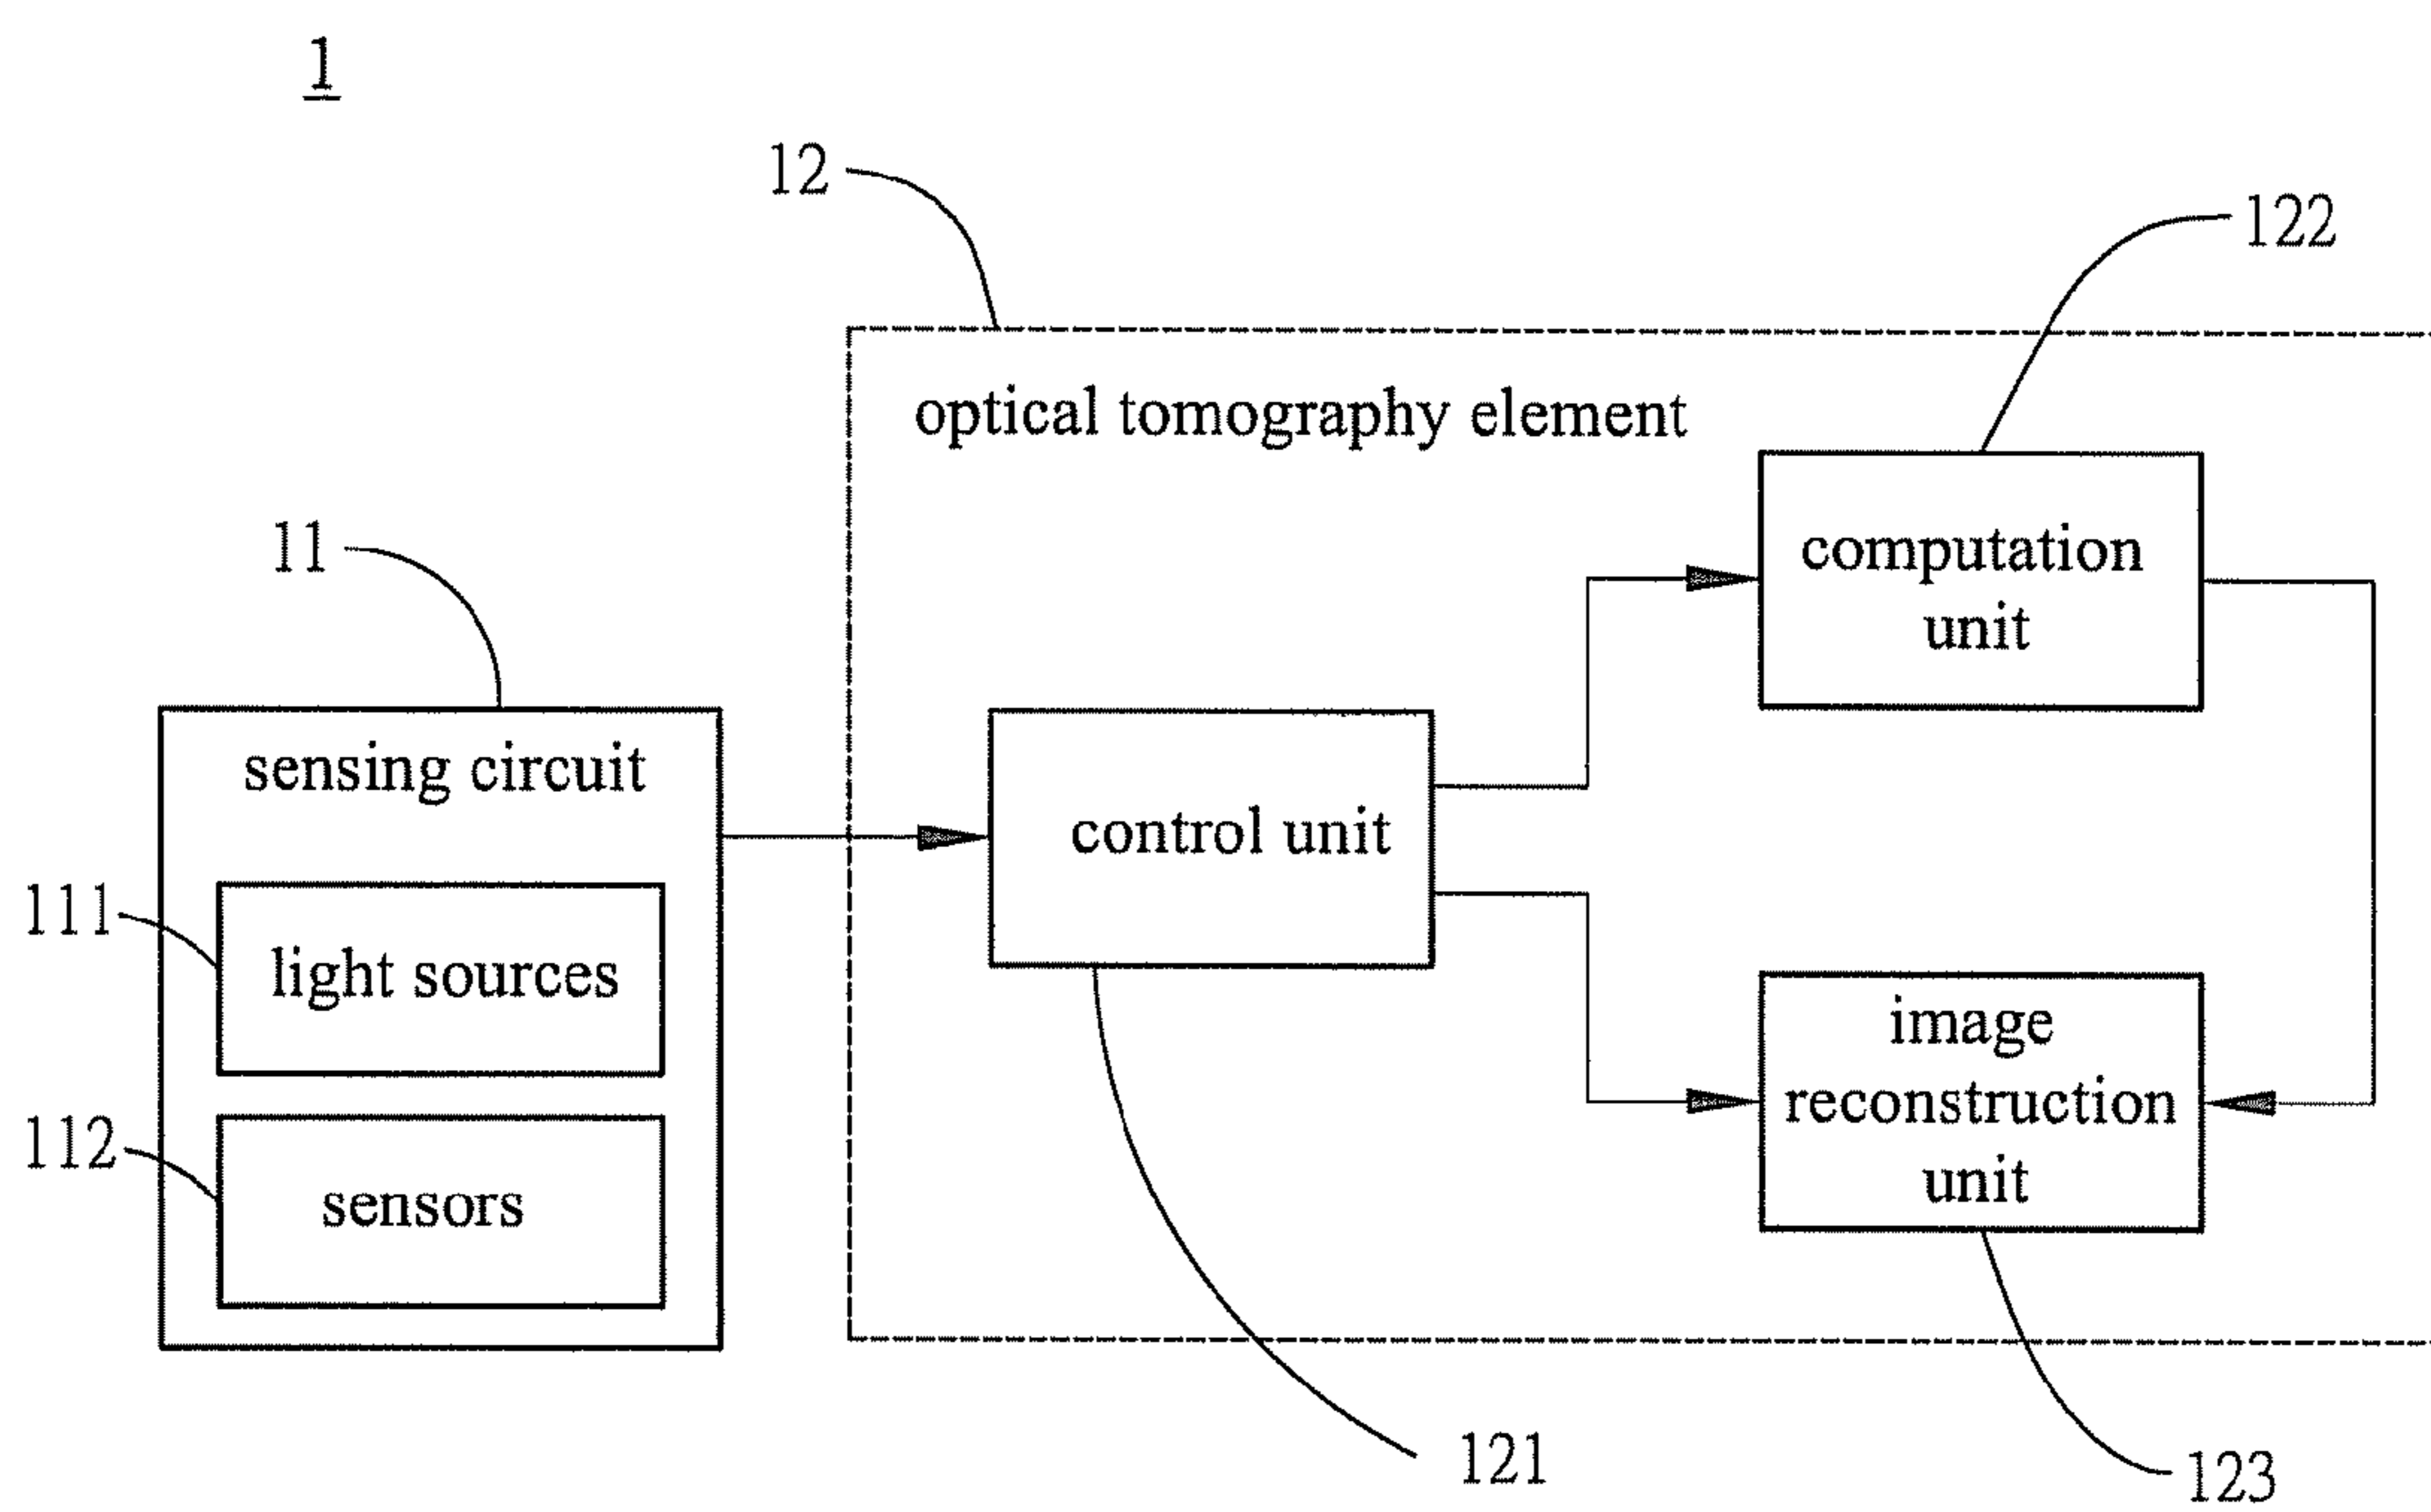 1
12
122
optical tomography element
11
computation
unit
sensing circuit
control unit
111
light sources
image
reconstruction
unit
112
sensors
121
123